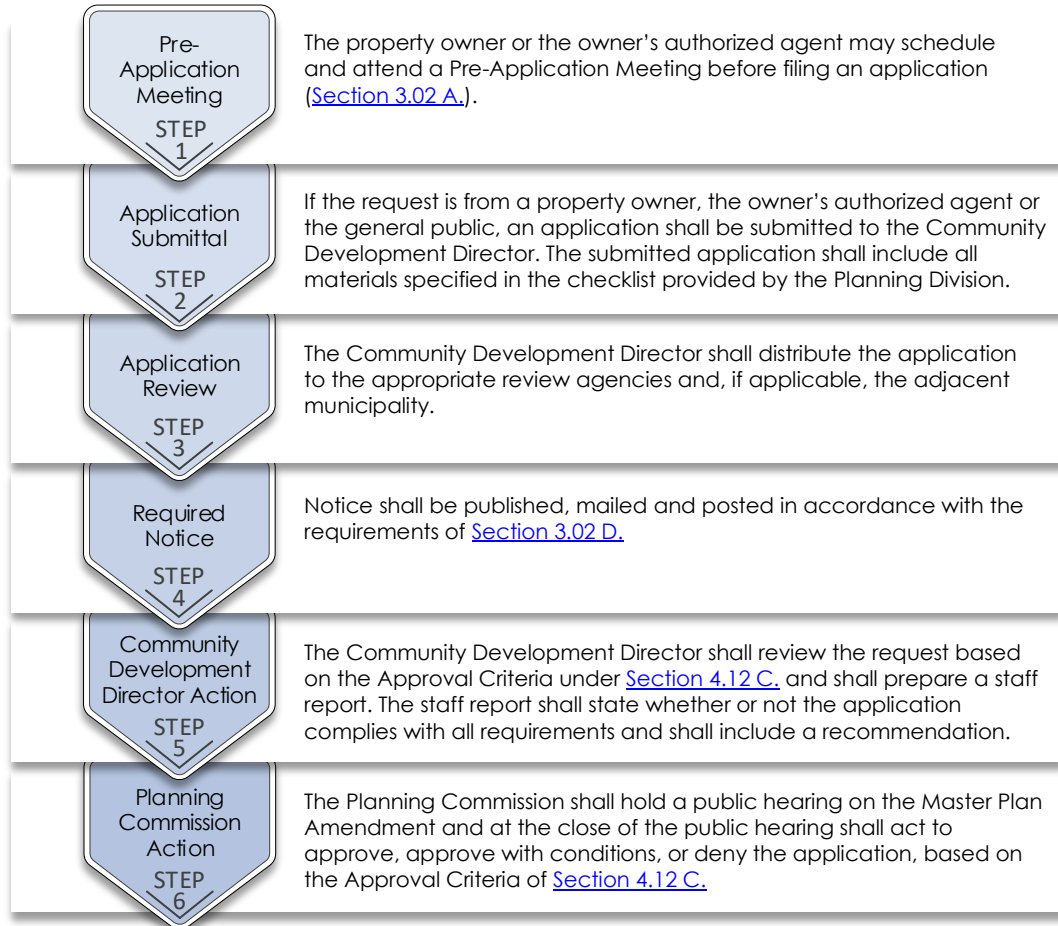 Pre-
Application
Meeting
STEP
1
The property owner or the owner’s authorized agent may schedule
and attend a Pre-Application Meeting before filing an application
(Section 3.02 A.).
Application
Submittal
STEP
2
If the request is from a property owner, the owner’s authorized agent or
the general public, an application shall be submitted to the Community
Development Director. The submitted application shall include all
materials specified in the checklist provided by the Planning Division.
Application
Review
STEP
3
The Community Development Director shall distribute the application
to the appropriate review agencies and, if applicable, the adjacent
municipality.
Required
Notice
STEP
4
Notice shall be published, mailed and posted in accordance with the
requirements of Section 3.02 D.
Community
Development
Director Action
STEP
5
The Community Development Director shall review the request based
on the Approval Criteria under Section 4.12 C. and shall prepare a staff
report. The staff report shall state whether or not the application
complies with all requirements and shall include a recommendation.
Planning
Commission
Action
STEP
6
The Planning Commission shall hold a public hearing on the Master Plan
Amendment and at the close of the public hearing shall act to
approve, approve with conditions, or deny the application, based on
the Approval Criteria of Section 4.12 C.